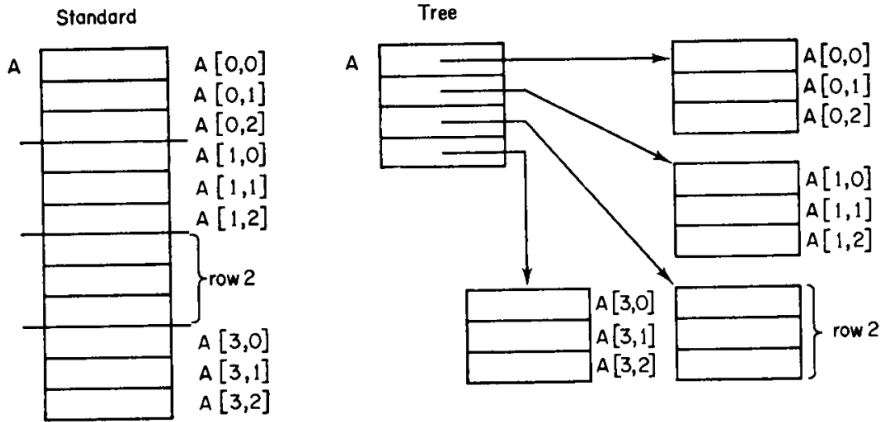 Standard
A
A[0,0]
A[0,1]
A[0,2]
A[1,0]
A[1,1]
A[1,2]
row 2
A[3,0]
A[3,1]
A[3,2]
Tree
A
A[0,0]
A[0,1]
A[0,2]
A[1,0]
A[1,1]
A[1,2]
A[3,0]
A[3,1]
A[3,2]
row 2